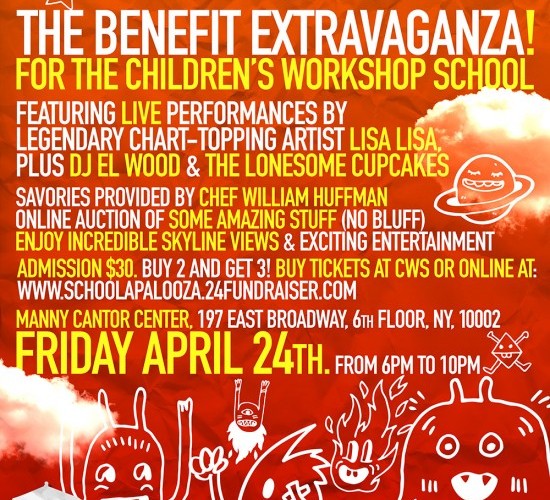 THE BENEFIT EXTRAVAGANZA!
FOR THE CHILDREN'S WORKSHOP SCHOOL
FEATURING LIVE PERFORMANCES BY
LEGENDARY CHART-TOPPING ARTIST LISA LISA,
PLUS DJ EL WOOD & THE LONESOME CUPCAKES
SAVORIES PROVIDED BY CHEF WILLIAM HUFFMAN
ONLINE AUCTION OF SOME AMAZING STUFF (NO BLUFF)
ENJOY INCREDIBLE SKYLINE VIEWS & EXCITING ENTERTAINMENT
ADMISSION $30. BUY 2 AND GET 3! BUY TICKETS AT CWS OR ONLINE AT:
WWW.SCHOOLAPALOOZA.24FUNDRAISER.COM
MANNY CANTOR CENTER, 197 EAST BROADWAY, 6TH FLOOR, NY, 10002
FRIDAY APRIL 24TH. FROM 6PM TO 10PM